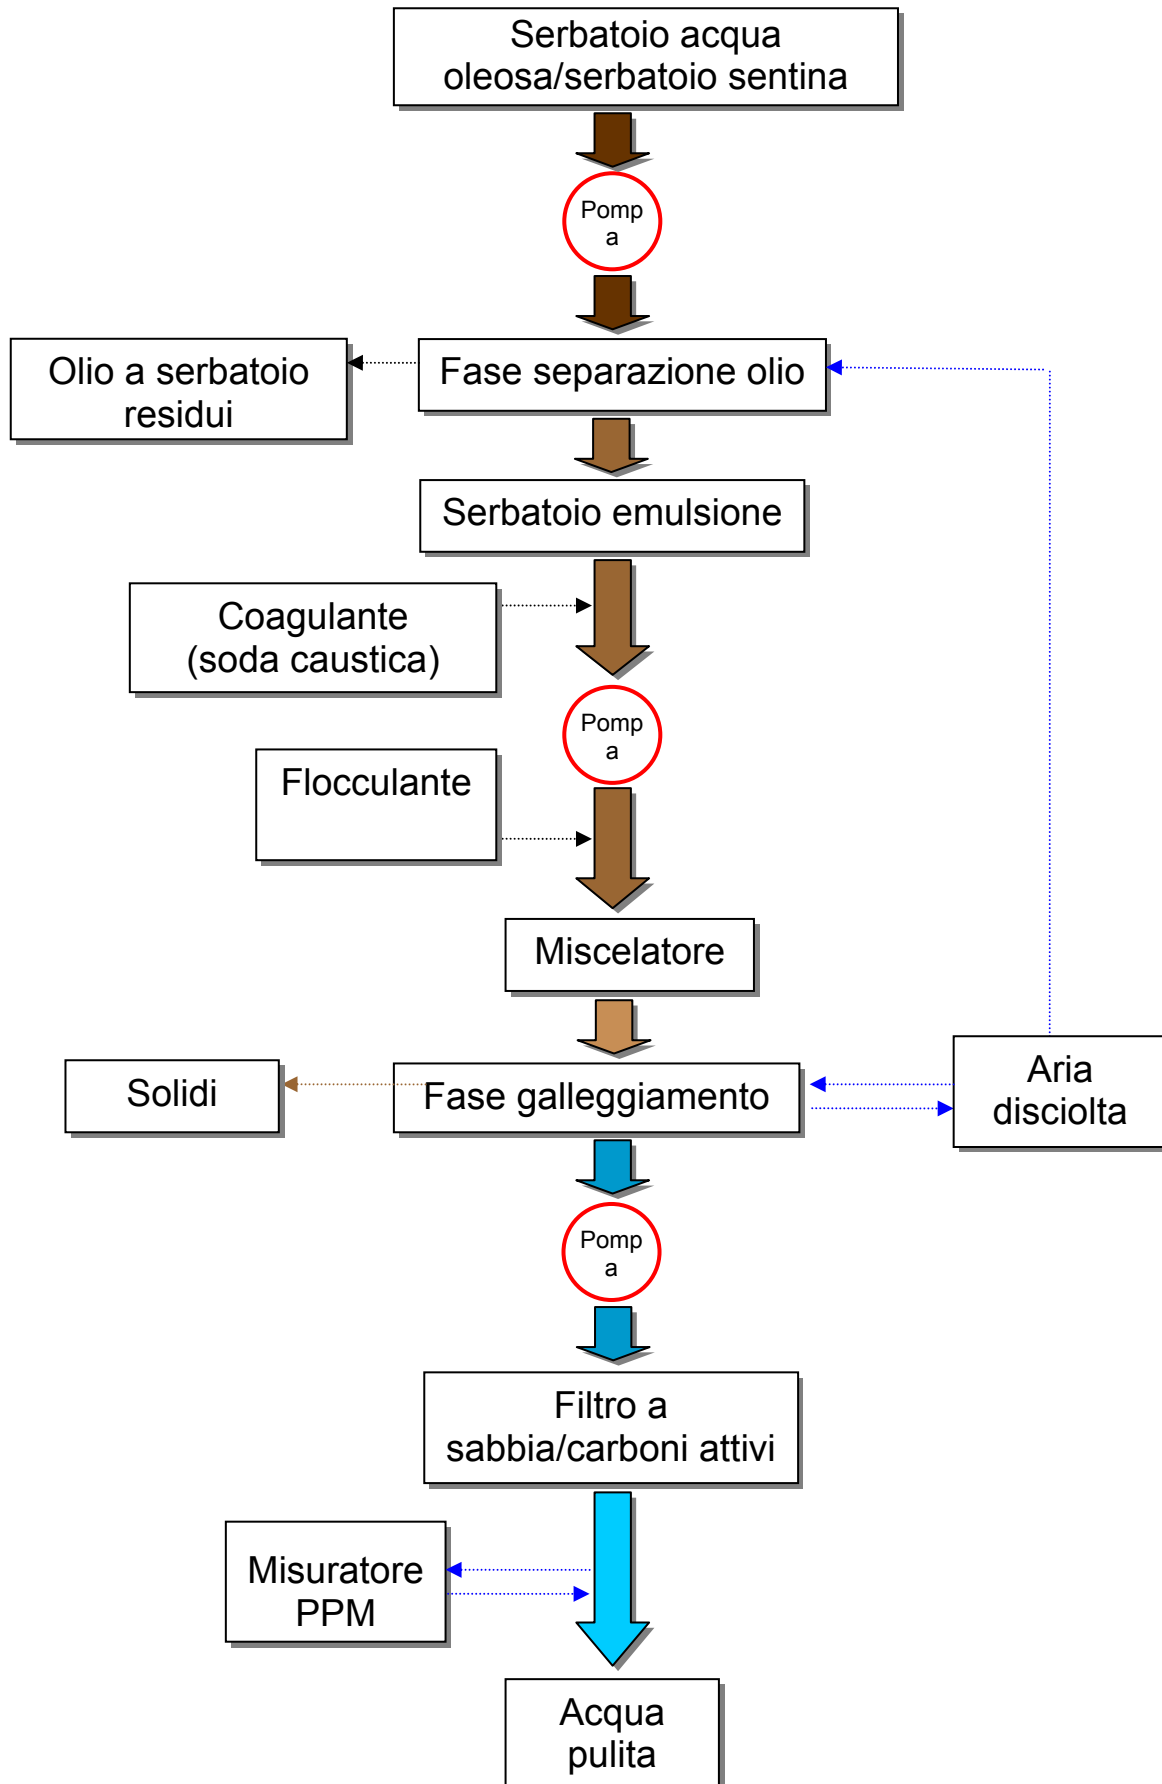 Serbatoio acqua
oleosa/serbatoio sentina
Pomp
a
Olio a serbatoio
residui
Fase separazione olio
Serbatoio emulsione
Coagulante
(soda caustica)
Pomp
a
Flocculante
Miscelatore
Solidi
Fase galleggiamento
Aria
disciolta
Pomp
a
Filtro a
sabbia/carboni attivi
Misuratore
PPM
Acqua
pulita